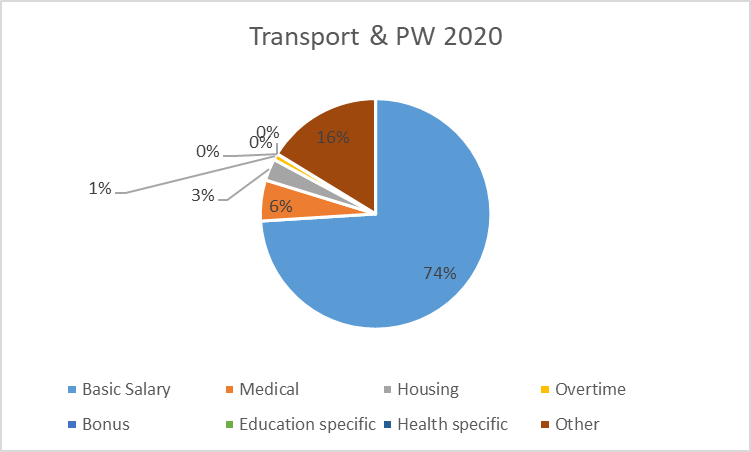 Transport & PW 2020
0%
0%
16%
0%
1%
3%
6%
74%
Basic Salary Medical Housing Overtime
Bonus Education specific Health specific Other